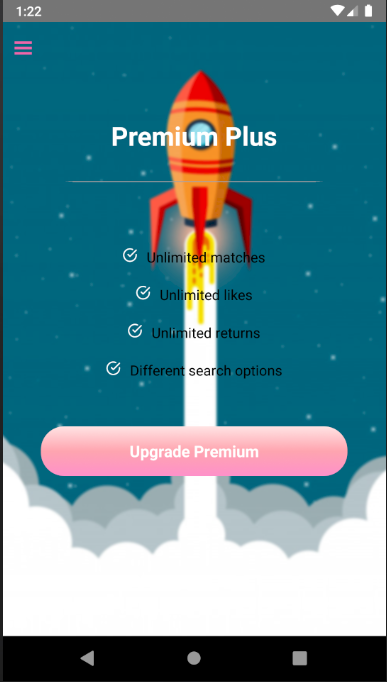 1:22
Premium Plus
Unlimited matches
Unlimited likes
Unlimited returns
Different search options
Upgrade Premium